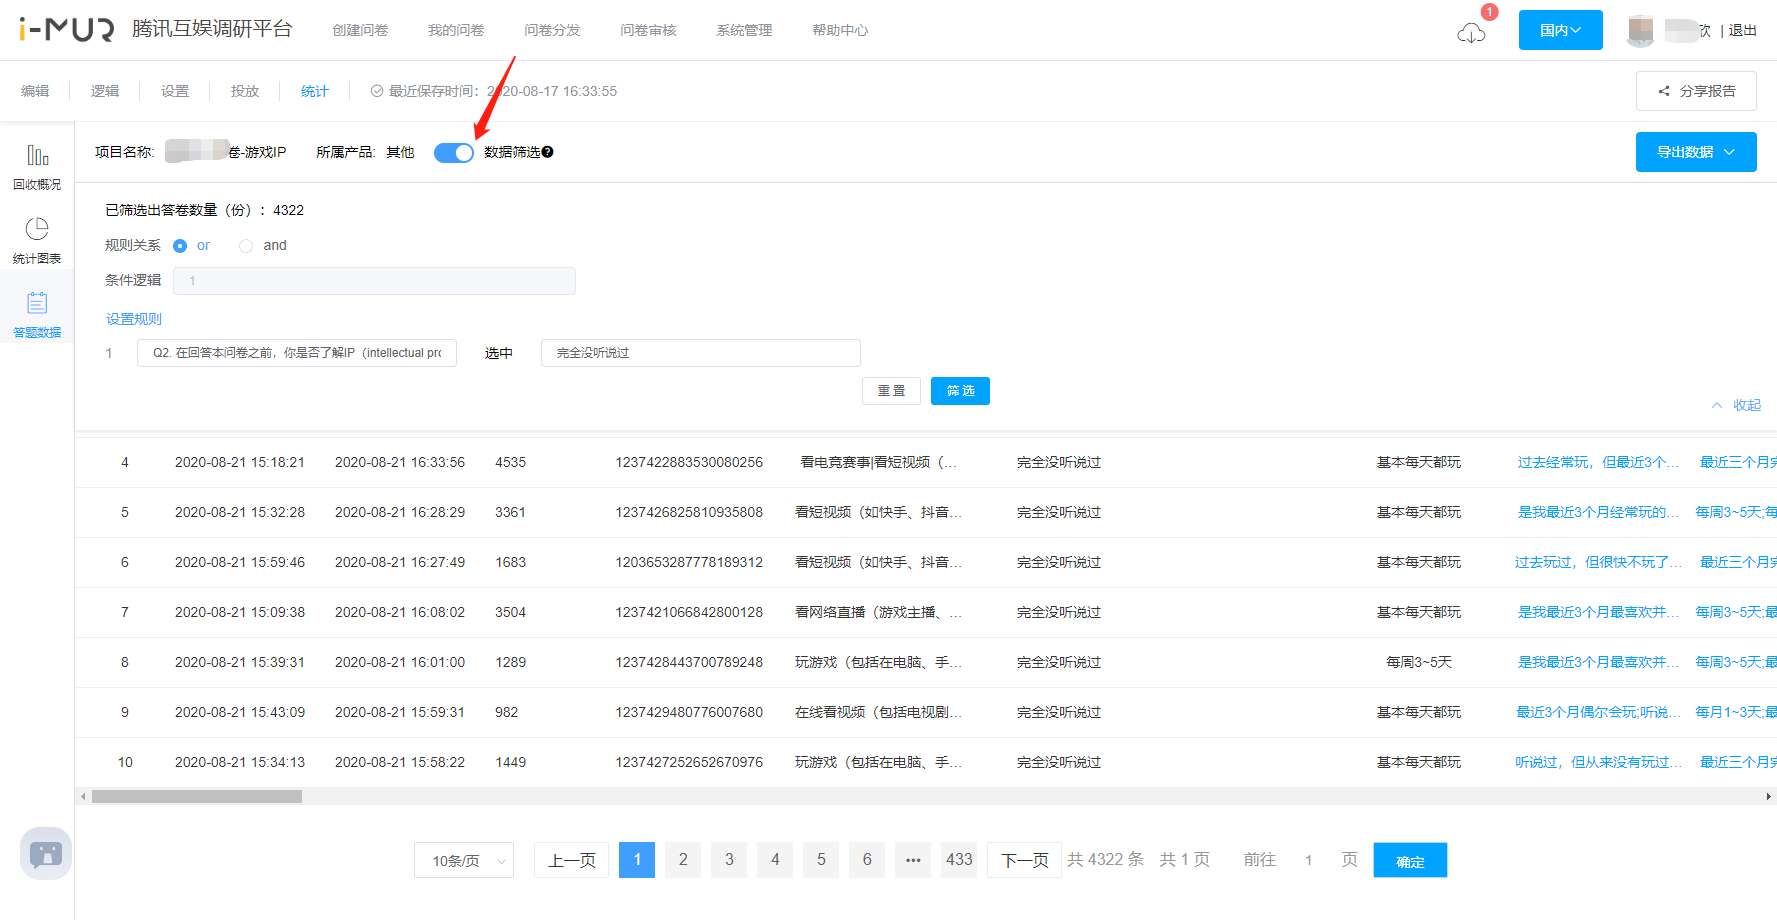 i-MUR 腾讯互娱调研平台 创建问卷 我的问卷 问卷分发 问卷审核 系统管理 帮助中心 1 国内 欣 | 退出
编辑 逻辑 设置 投放 统计 最近保存时间：2020-08-17 16:33:55 分享报告
回收概况
统计图表
答题数据
项目名称: 卷-游戏IP 所属产品: 其他 数据筛选 导出数据
已筛选出答卷数量（份）：4322
规则关系 or and
条件逻辑 1
设置规则
1 Q2. 在回答本问卷之前，你是否了解IP（intellectual pro 选中 完全没听说过
重置 筛选
收起
4 2020-08-21 15:18:21 2020-08-21 16:33:56 4535 1237422883530080256 看电竞赛事|看短视频（... 完全没听说过 基本每天都玩 过去经常玩，但最近3个... 最近三个月完
5 2020-08-21 15:32:28 2020-08-21 16:28:29 3361 1237426825810935808 看短视频（如快手、抖音... 完全没听说过 基本每天都玩 是我最近3个月经常玩的... 每周3~5天;每
6 2020-08-21 15:59:46 2020-08-21 16:27:49 1683 1203653287778189312 看短视频（如快手、抖音... 完全没听说过 基本每天都玩 过去玩过，但很快不玩了... 最近三个月完
7 2020-08-21 15:09:38 2020-08-21 16:08:02 3504 1237421066842800128 看网络直播（游戏主播、... 完全没听说过 基本每天都玩 是我最近3个月最喜欢并... 每周3~5天;最
8 2020-08-21 15:39:31 2020-08-21 16:01:00 1289 1237428443700789248 玩游戏（包括在电脑、手... 完全没听说过 每周3~5天 是我最近3个月最喜欢并... 每周3~5天;最
9 2020-08-21 15:43:09 2020-08-21 15:59:31 982 1237429480776007680 在线看视频（包括电视剧... 完全没听说过 基本每天都玩 最近3个月偶尔会玩;听说... 每月1~3天;最
10 2020-08-21 15:34:13 2020-08-21 15:58:22 1449 1237427252652670976 玩游戏（包括在电脑、手... 完全没听说过 基本每天都玩 听说过，但从来没有玩过... 最近三个月完
10条/页 上一页 1 2 3 4 5 6 ••• 433 下一页 共 4322 条 共 1 页 前往 1 页 确定